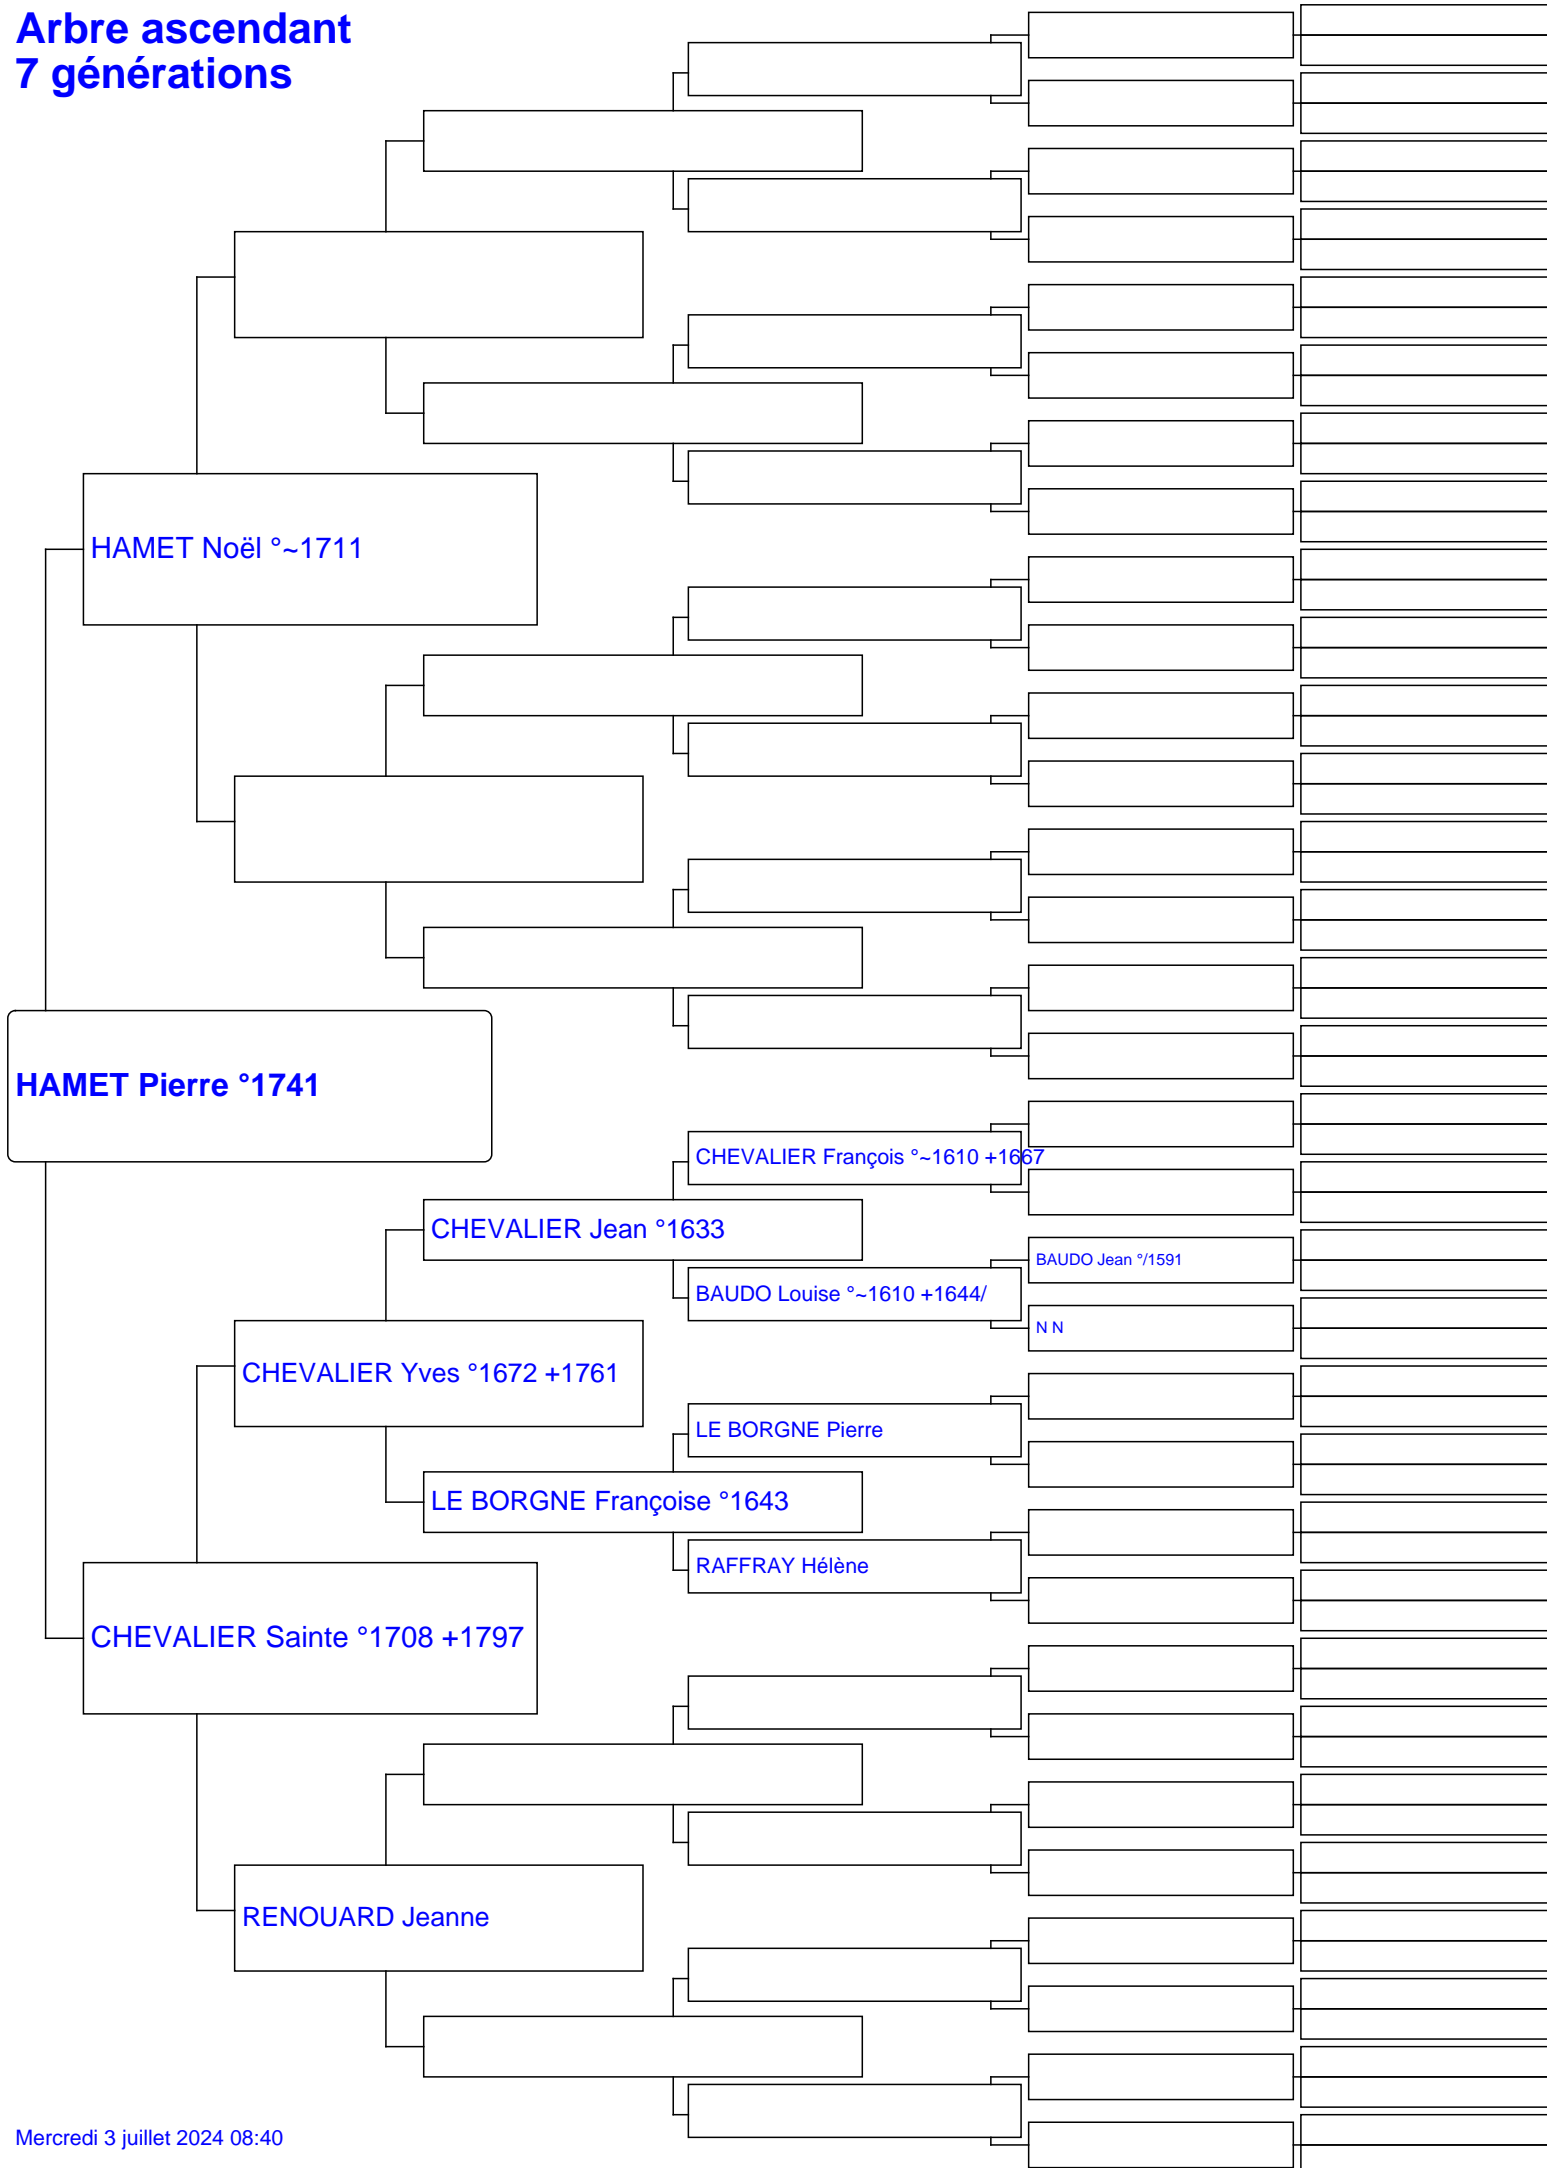 Arbre ascendant
7 générations
HAMET Noël °~1711
HAMET Pierre °1741
CHEVALIER François °~1610 +1667
CHEVALIER Jean °1633
BAUDO Jean °/1591
BAUDO Louise °~1610 +1644/
N N
CHEVALIER Yves °1672 +1761
LE BORGNE Pierre
LE BORGNE Françoise °1643
RAFFRAY Hélène
CHEVALIER Sainte °1708 +1797
RENOUARD Jeanne
Mercredi 3 juillet 2024 08:40